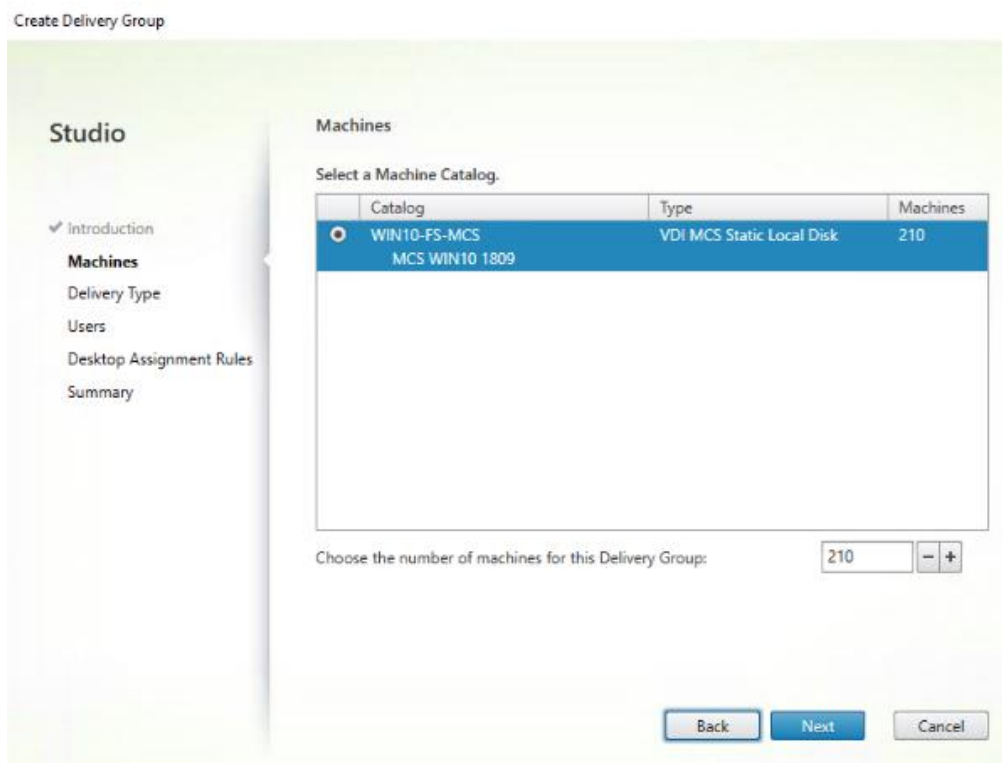 Create Delivery Group
Studio
Introduction
Machines
Delivery Type
Users
Desktop Assignment Rules
Summary
Machines
Select a Machine Catalog.
Catalog Type Machines
WIN10-FS-MCS VDI MCS Static Local Disk 210
MCS WIN10 1809
Choose the number of machines for this Delivery Group: 210 - +
Back Next Cancel